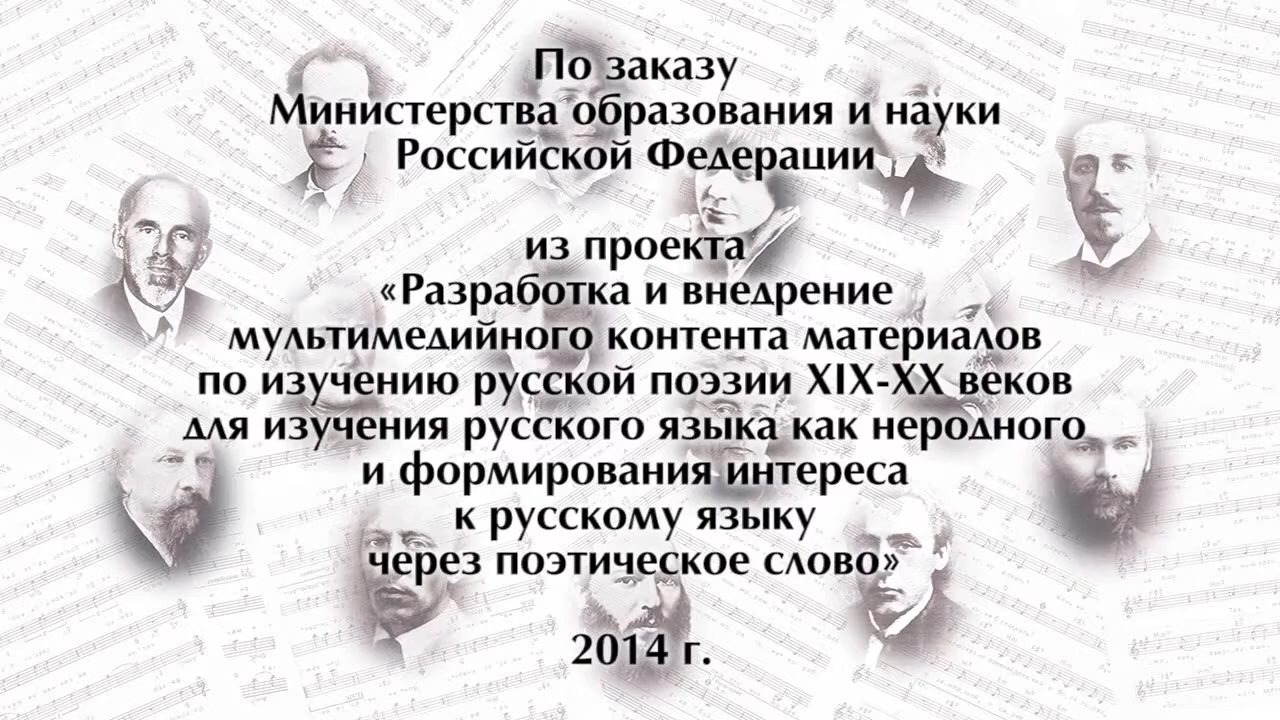 По заказу
Министерства образования и науки
Российской Федерации
из проекта
«Разработка и внедрение
мультимедийного контента материалов
по изучению русской поэзии XIX-XX веков
для изучения русского языка как неродного
и формирования интереса
к русскому языку
через поэтическое слово»
2014 г.